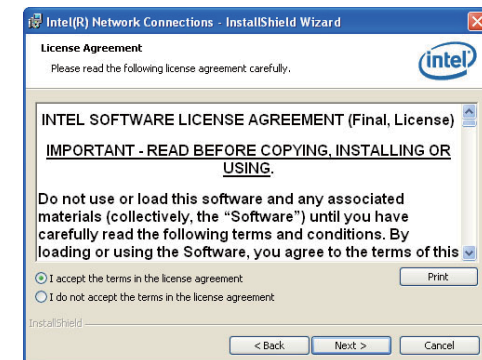 Intel(R) Network Connections - InstallShield Wizard
License Agreement
Please read the following license agreement carefully.
intel
INTEL SOFTWARE LICENSE AGREEMENT (Final, License)
IMPORTANT - READ BEFORE COPYING, INSTALLING OR
USING.
Do not use or load this software and any associated
materials (collectively, the “Software”) until you have
carefully read the following terms and conditions. By
loading or using the Software, you agree to the terms of this
I accept the terms in the license agreement
Print
I do not accept the terms in the license agreement
InstallShield
< Back
Next >
Cancel